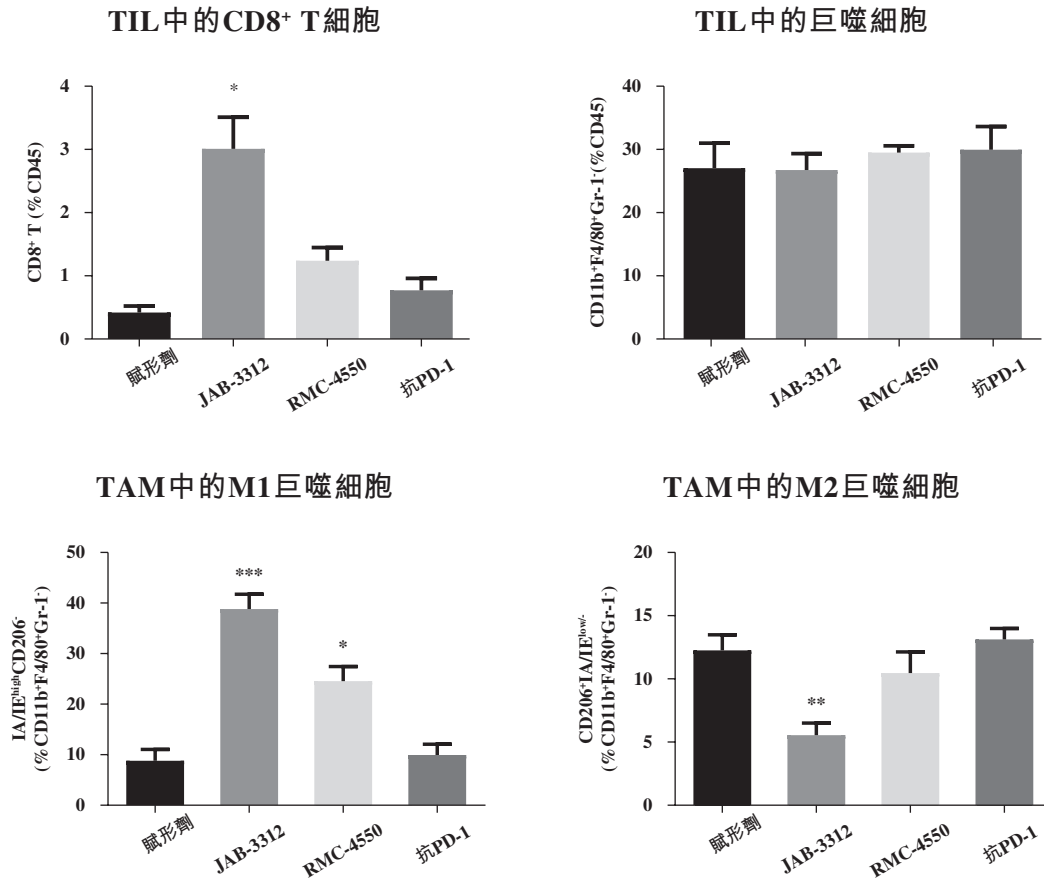 TIL中的CD8⁺ T細胞
CD8⁺ T (%CD45)
4
3
2
1
0
*
賦形劑
JAB-3312
RMC-4550
抗PD-1
TIL中的巨噬細胞
CD11b⁺F4/80⁺Gr-1⁻(%CD45)
40
30
20
10
0
賦形劑
JAB-3312
RMC-4550
抗PD-1
TAM中的M1巨噬細胞
IA/IEʰⁱᵍʰCD206⁻
(%CD11b⁺F4/80⁺Gr-1⁻)
50
40
30
20
10
0
***
*
賦形劑
JAB-3312
RMC-4550
抗PD-1
TAM中的M2巨噬細胞
CD206⁺IA/IEˡᵒʷ/⁻
(%CD11b⁺F4/80⁺Gr-1⁻)
20
15
10
5
0
**
賦形劑
JAB-3312
RMC-4550
抗PD-1